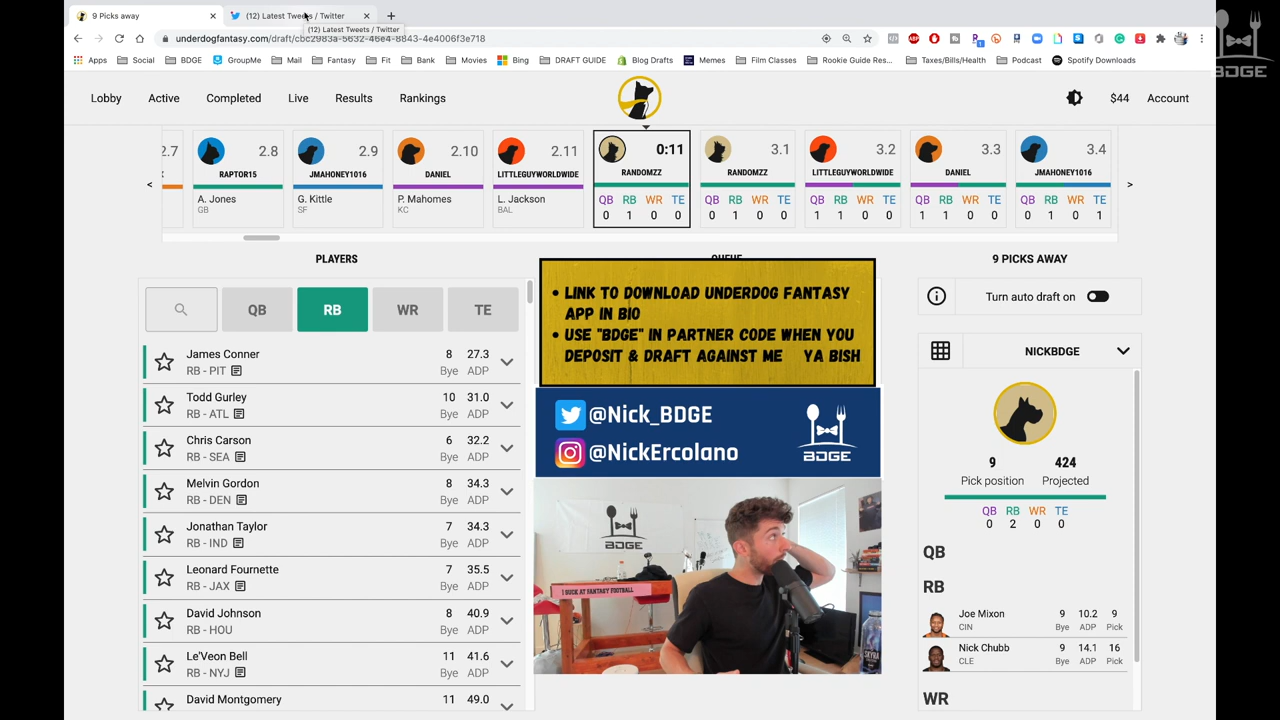 9 Picks away
(12) Latest Tweets / Twitter
(12) Latest Tweets / Twitter
underdogfantasy.com/draft/cbc2983a-5632-46e4-8843-4e4006f3e718
Apps
Social
BDGE
GroupMe
Mail
Fantasy
Fit
Bank
Movies
Bing
DRAFT GUIDE
Blog Drafts
Memes
Film Classes
Rookie Guide Res...
Taxes/Bills/Health
Podcast
Spotify Downloads
BDGE
Lobby
Active
Completed
Live
Results
Rankings
$44
Account
2.7
2.8
RAPTOR15
A. Jones
GB
2.9
JMAHONEY1016
G. Kittle
SF
2.10
DANIEL
P. Mahomes
KC
2.11
LITTLEGUYWORLDWIDE
L. Jackson
BAL
0:11
RANDOMZZ
QB RB WR TE
0 1 0 0
3.1
RANDOMZZ
QB RB WR TE
0 1 0 0
3.2
LITTLEGUYWORLDWIDE
QB RB WR TE
1 1 0 0
3.3
DANIEL
QB RB WR TE
1 1 0 0
3.4
JMAHONEY1016
QB RB WR TE
0 1 0 1
< >
PLAYERS
QB
RB
WR
TE
James Conner 8 27.3
RB - PIT Bye ADP
Todd Gurley 10 31.0
RB - ATL Bye ADP
Chris Carson 6 32.2
RB - SEA Bye ADP
Melvin Gordon 8 34.3
RB - DEN Bye ADP
Jonathan Taylor 7 34.3
RB - IND Bye ADP
Leonard Fournette 7 35.5
RB - JAX Bye ADP
David Johnson 8 40.9
RB - HOU Bye ADP
Le'Veon Bell 11 41.6
RB - NYJ Bye ADP
David Montgomery 11 49.0
QUEUE
• LINK TO DOWNLOAD UNDERDOG FANTASY
APP IN BIO
• USE "BDGE" IN PARTNER CODE WHEN YOU
DEPOSIT & DRAFT AGAINST ME YA BISH
@Nick_BDGE
@NickErcolano
BDGE
BDGE
I SUCK AT FANTASY FOOTBALL
9 PICKS AWAY
Turn auto draft on
NICKBDGE
9 424
Pick position Projected
QB RB WR TE
0 2 0 0
QB
RB
Joe Mixon 9 10.2 9
CIN Bye ADP Pick
Nick Chubb 9 14.1 16
CLE Bye ADP Pick
WR